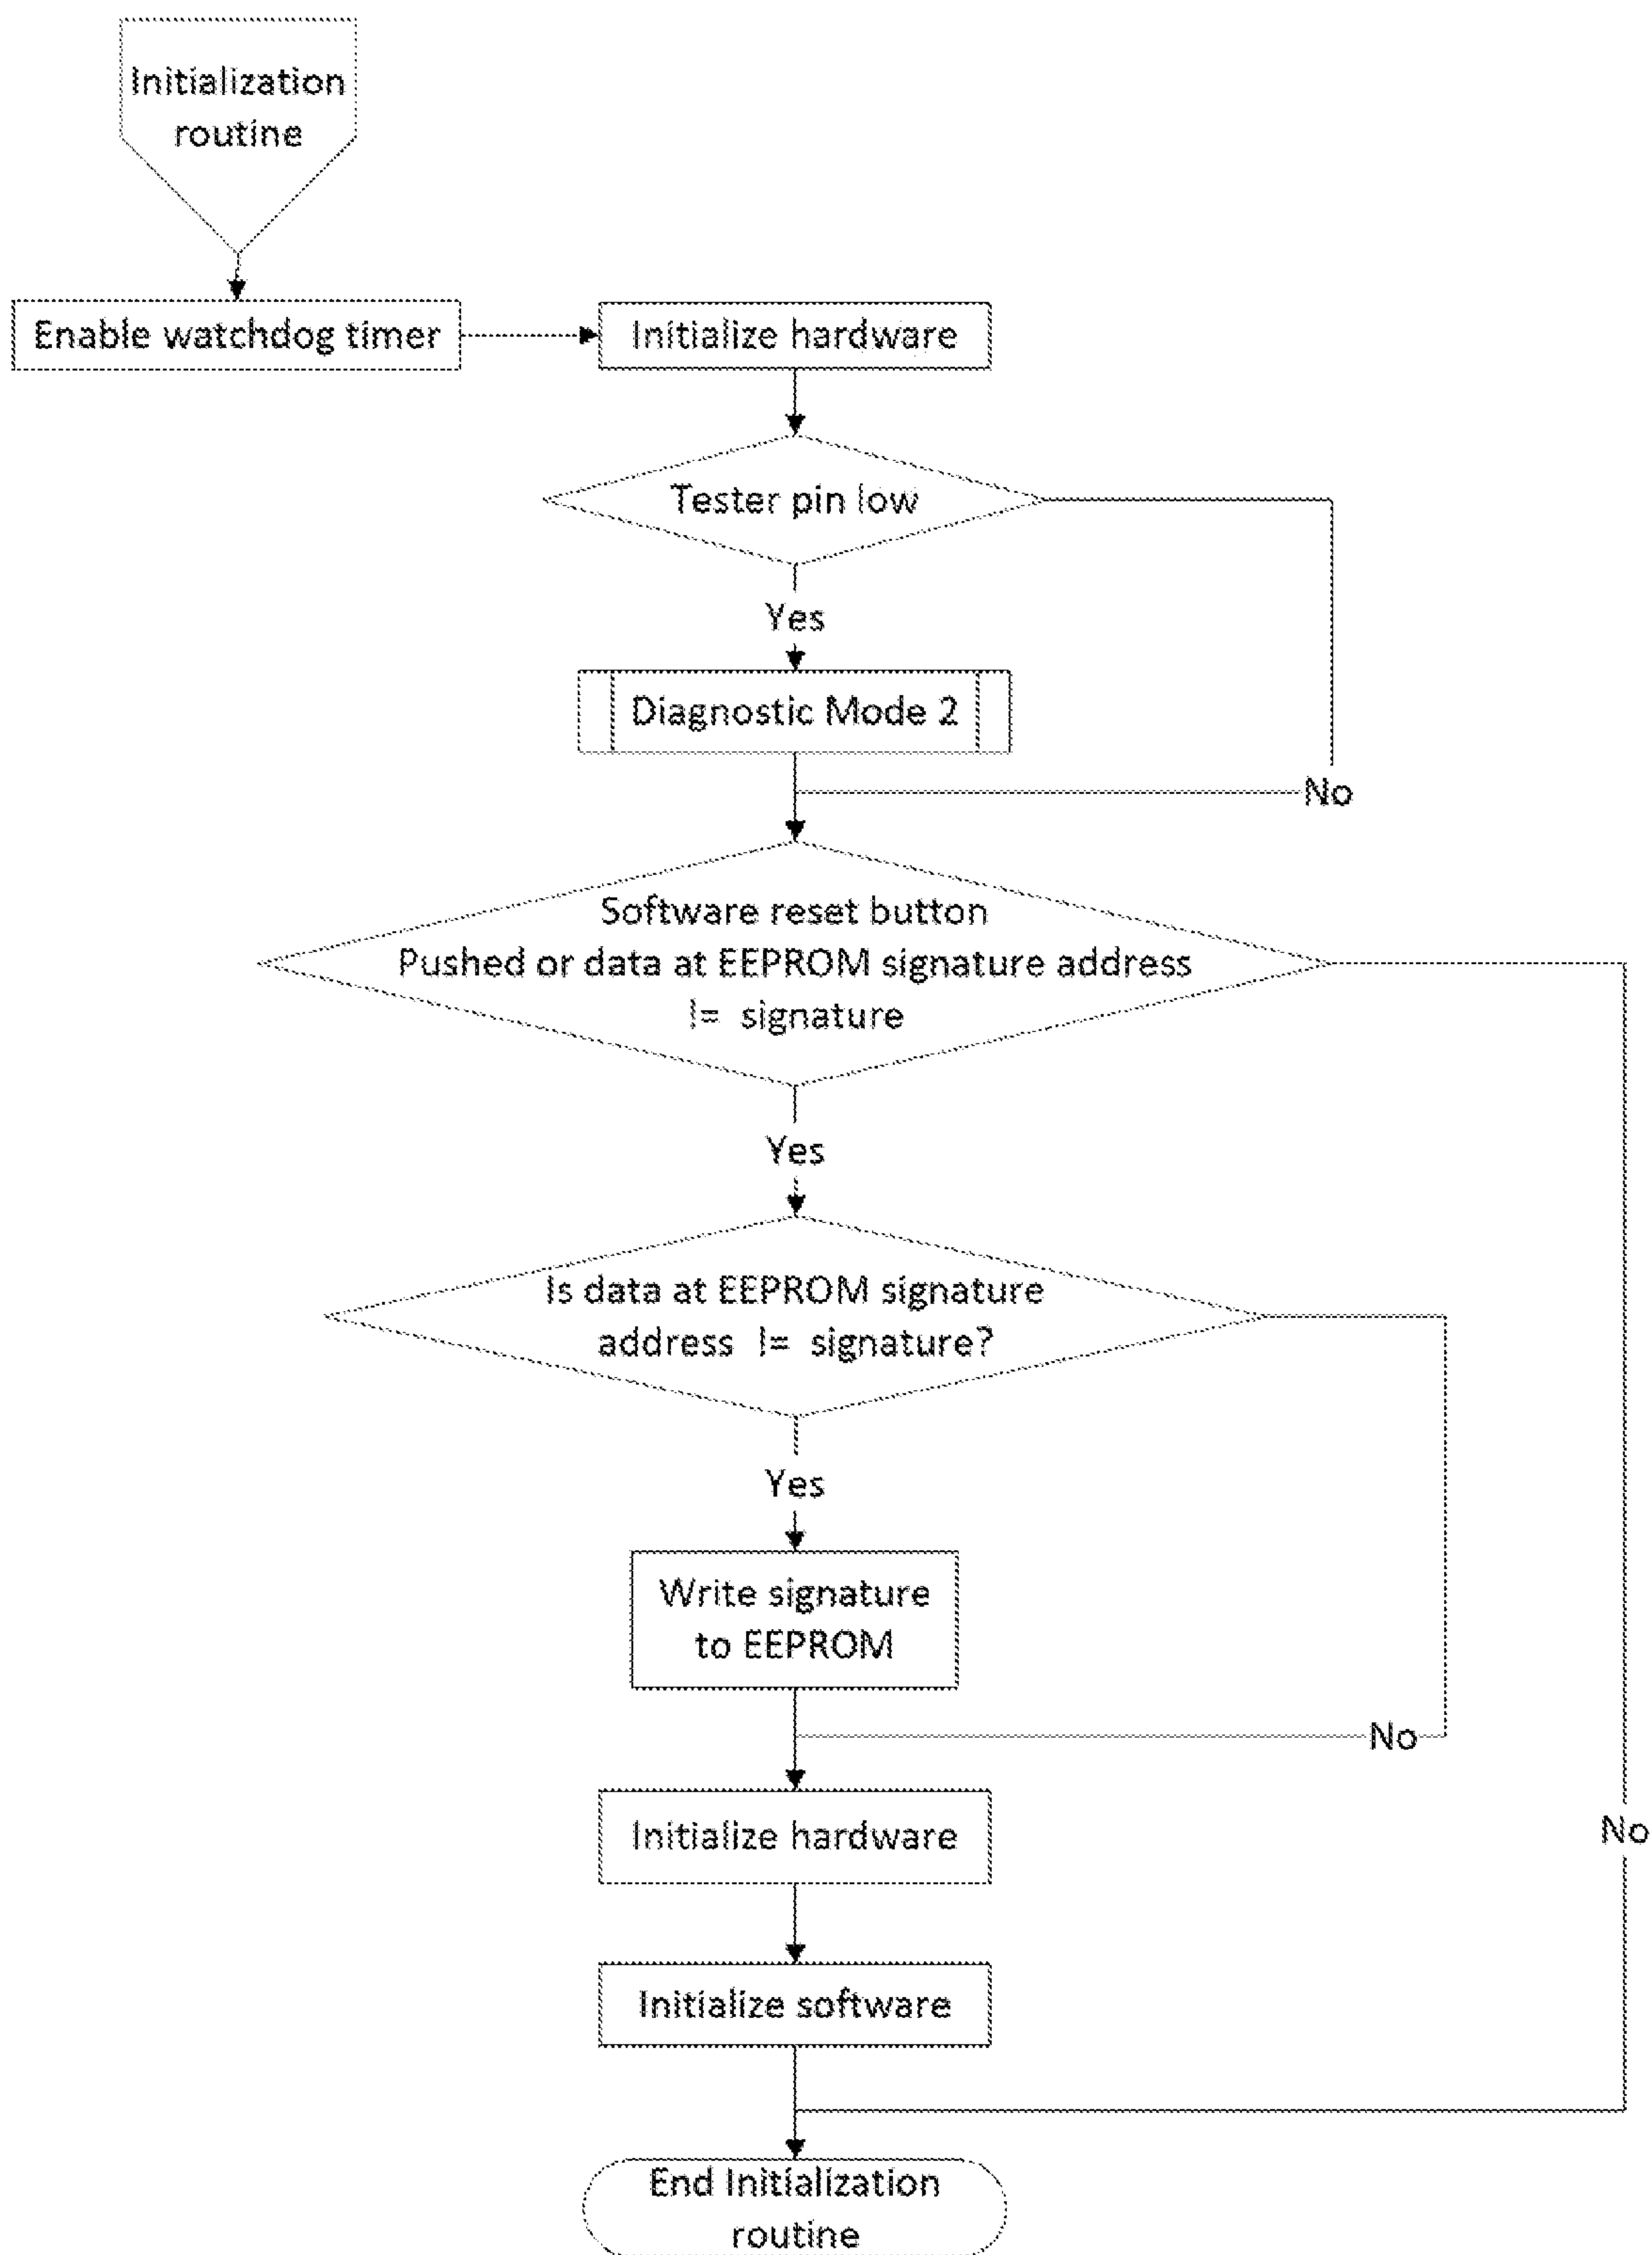 Initialization
routine
Enable watchdog timer
Initialize hardware
Tester pin low
Yes
Diagnostic Mode 2
No
Software reset button
Pushed or data at EEPROM signature address
!= signature
Yes
Is data at EEPROM signature
address != signature?
Yes
Write signature
to EEPROM
No
Initialize hardware
No
Initialize software
End Initialization
routine